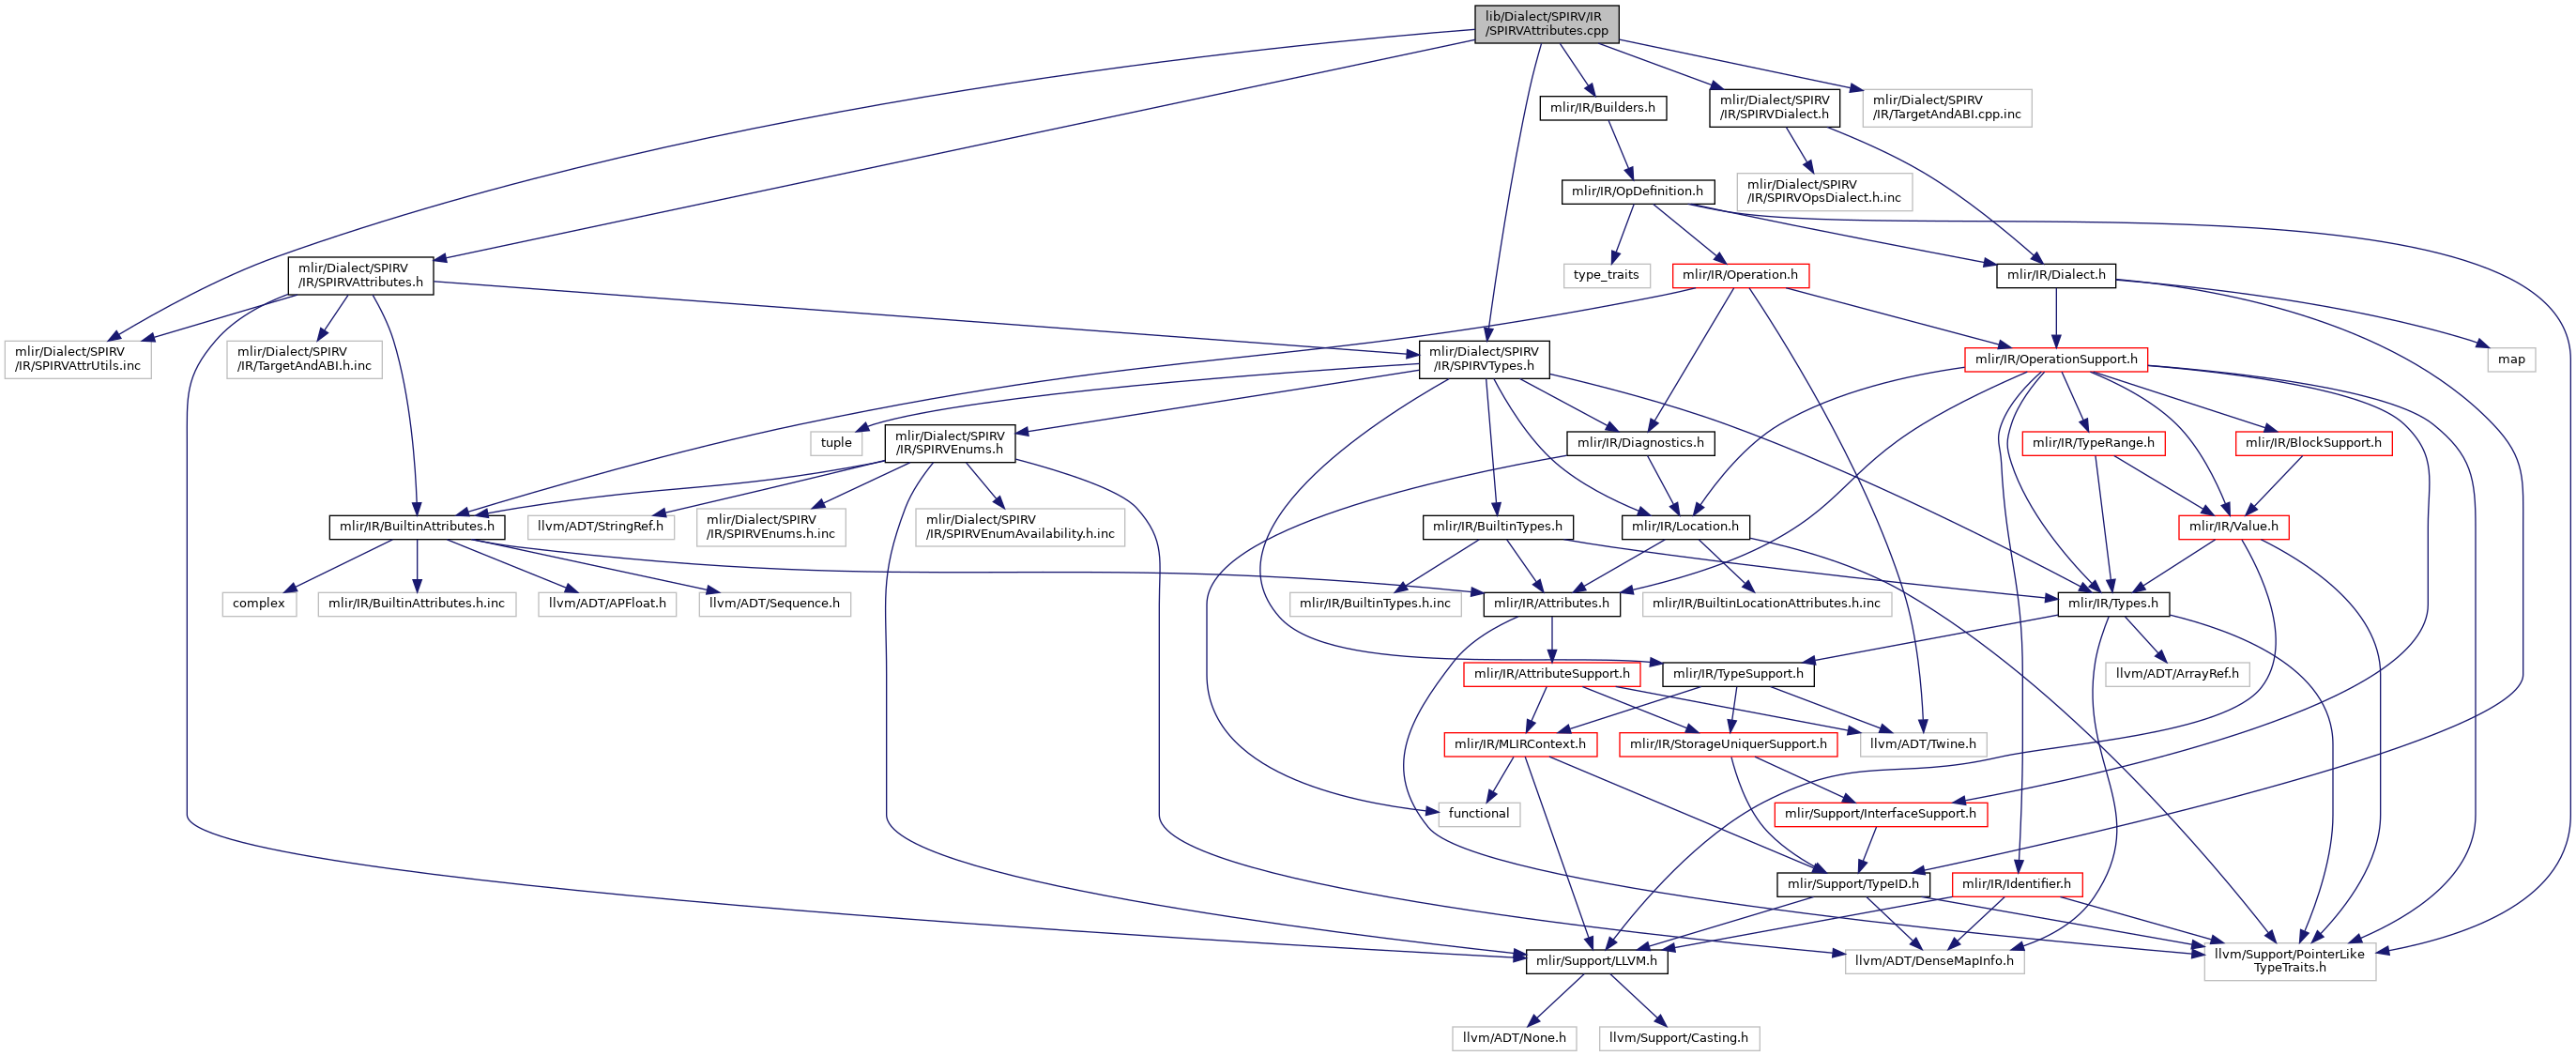 lib/Dialect/SPIRV/IR
/SPIRVAttributes.cpp
mlir/IR/Builders.h
mlir/Dialect/SPIRV
/IR/SPIRVDialect.h
mlir/Dialect/SPIRV
/IR/TargetAndABI.cpp.inc
mlir/IR/OpDefinition.h
mlir/Dialect/SPIRV
/IR/SPIRVOpsDialect.h.inc
mlir/Dialect/SPIRV
/IR/SPIRVAttributes.h
type_traits
mlir/IR/Operation.h
mlir/IR/Dialect.h
mlir/Dialect/SPIRV
/IR/SPIRVAttrUtils.inc
mlir/Dialect/SPIRV
/IR/TargetAndABI.h.inc
mlir/Dialect/SPIRV
/IR/SPIRVTypes.h
mlir/IR/OperationSupport.h
map
tuple
mlir/Dialect/SPIRV
/IR/SPIRVEnums.h
mlir/IR/Diagnostics.h
mlir/IR/TypeRange.h
mlir/IR/BlockSupport.h
mlir/IR/BuiltinAttributes.h
llvm/ADT/StringRef.h
mlir/Dialect/SPIRV
/IR/SPIRVEnums.h.inc
mlir/Dialect/SPIRV
/IR/SPIRVEnumAvailability.h.inc
mlir/IR/BuiltinTypes.h
mlir/IR/Location.h
mlir/IR/Value.h
complex
mlir/IR/BuiltinAttributes.h.inc
llvm/ADT/APFloat.h
llvm/ADT/Sequence.h
mlir/IR/BuiltinTypes.h.inc
mlir/IR/Attributes.h
mlir/IR/BuiltinLocationAttributes.h.inc
mlir/IR/Types.h
mlir/IR/AttributeSupport.h
mlir/IR/TypeSupport.h
llvm/ADT/ArrayRef.h
mlir/IR/MLIRContext.h
mlir/IR/StorageUniquerSupport.h
llvm/ADT/Twine.h
functional
mlir/Support/InterfaceSupport.h
mlir/Support/TypeID.h
mlir/IR/Identifier.h
mlir/Support/LLVM.h
llvm/ADT/DenseMapInfo.h
llvm/Support/PointerLike
TypeTraits.h
llvm/ADT/None.h
llvm/Support/Casting.h